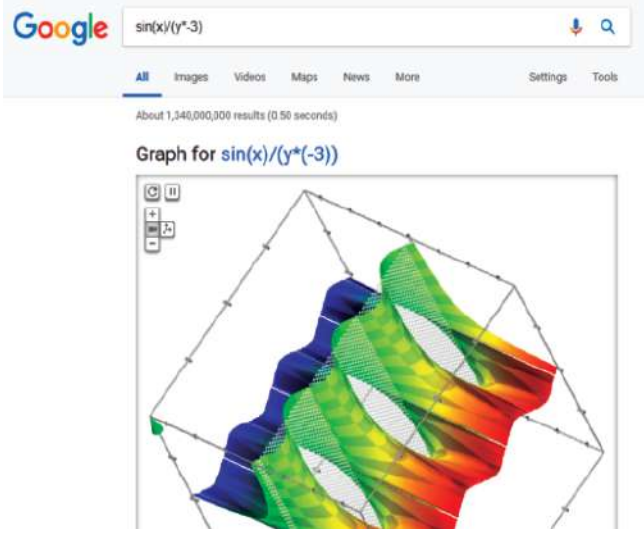 Google
sin(x)/(y*-3)
All Images Videos Maps News More Settings Tools
About 1,340,000,000 results (0.50 seconds)
Graph for sin(x)/(y*(-3))